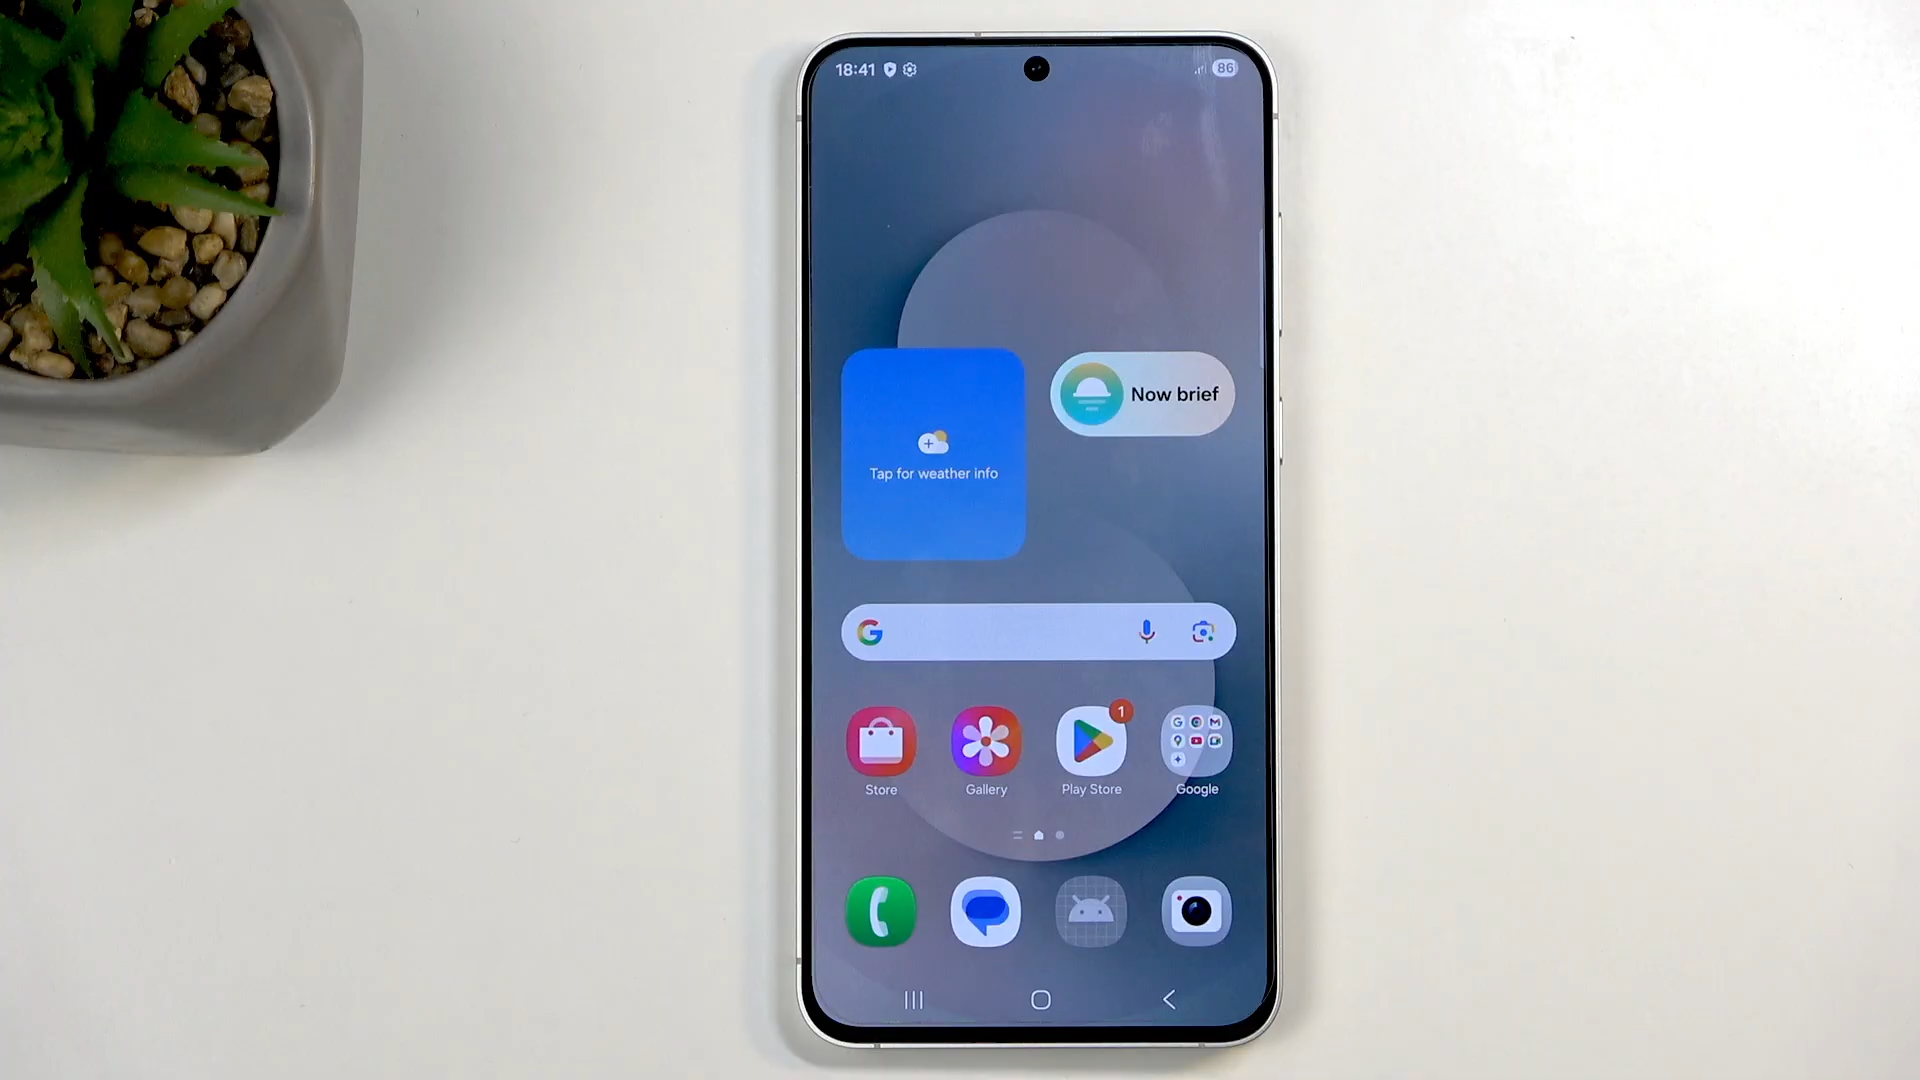 18:41
86
Tap for weather info
Now brief
G
1
Store
Gallery
Play Store
Google